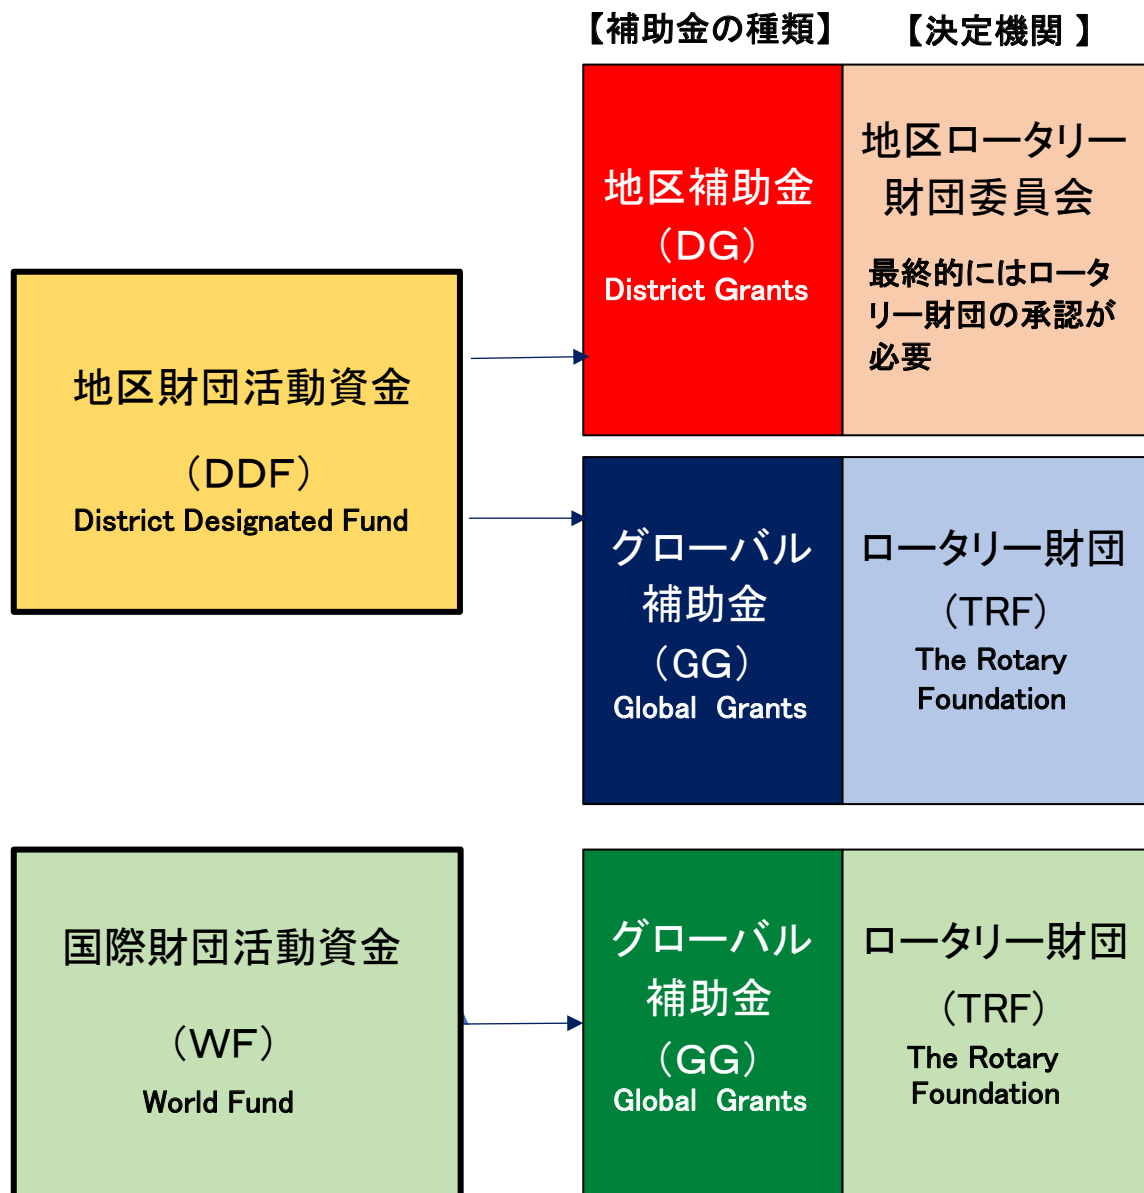 【補助金の種類】 【決定機関 】
地区補助金
（DG）
District Grants
地区ロータリー
財団委員会
最終的にはロータ
リー財団の承認が
必要
地区財団活動資金
（DDF）
District Designated Fund
グローバル
補助金
（GG）
Global Grants
ロータリー財団
（TRF）
The Rotary
Foundation
国際財団活動資金
（WF）
World Fund
グローバル
補助金
（GG）
Global Grants
ロータリー財団
（TRF）
The Rotary
Foundation